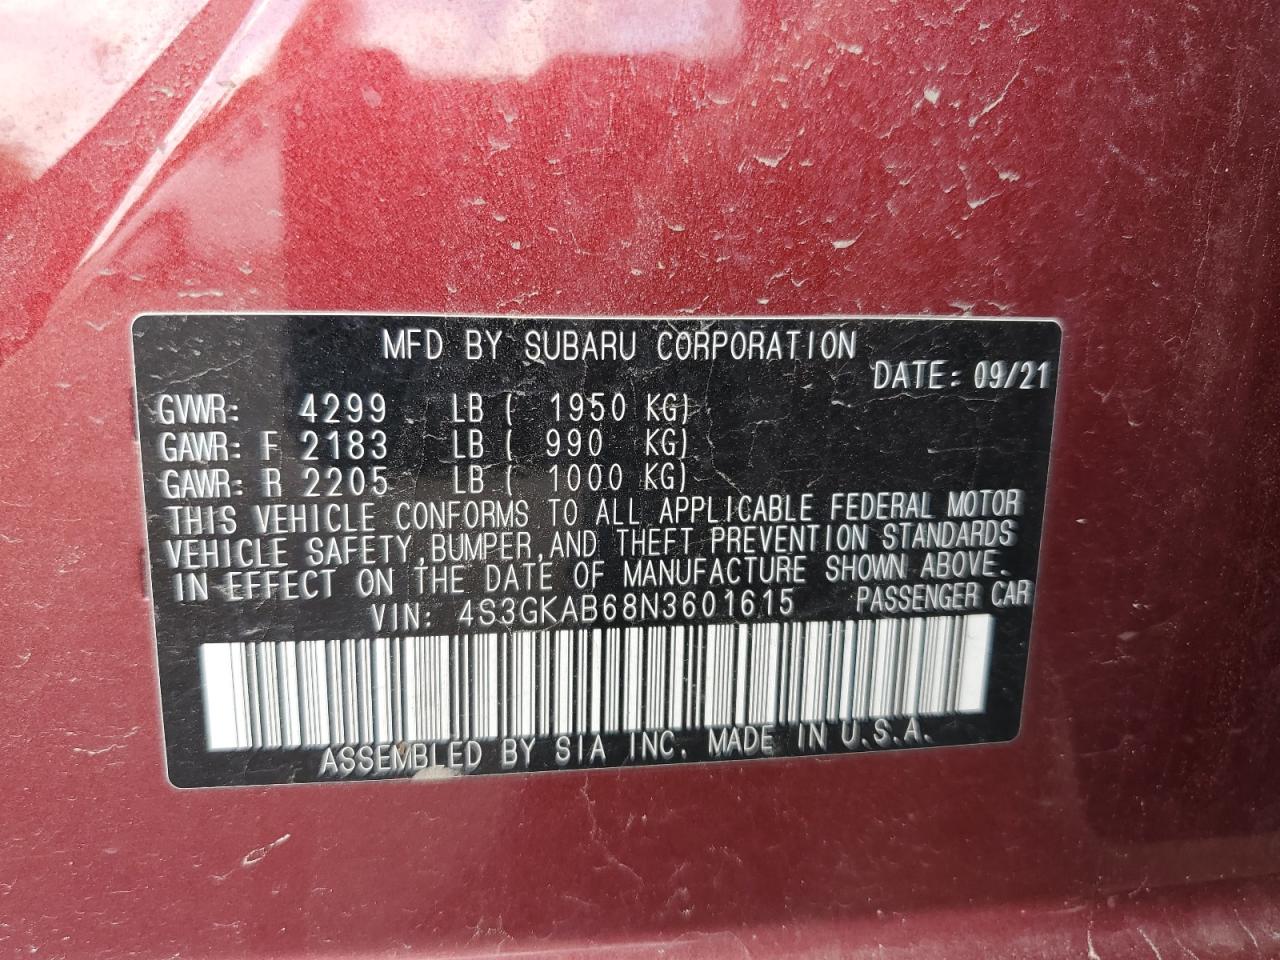 MFD BY SUBARU CORPORATION
DATE: 09/21
GVWR: 4299 LB ( 1950 KG)
GAWR: F 2183 LB ( 990 KG)
GAWR: R 2205 LB ( 1000 KG)
THIS VEHICLE CONFORMS TO ALL APPLICABLE FEDERAL MOTOR
VEHICLE SAFETY, BUMPER, AND THEFT PREVENTION STANDARDS
IN EFFECT ON THE DATE OF MANUFACTURE SHOWN ABOVE.
VIN: 4S3GKAB68N3601615 PASSENGER CAR
ASSEMBLED BY SIA INC. MADE IN U.S.A.